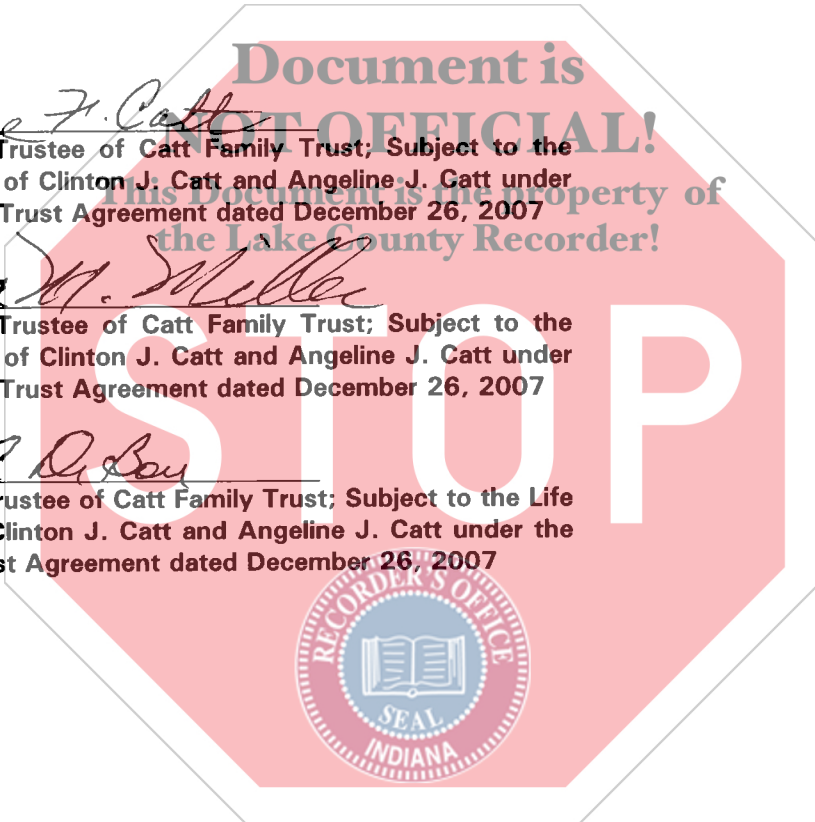 Document is
F. Catt
NOT OFFICIAL!
Trustee of Catt Family Trust; Subject to the
of Clinton J. Catt and Angeline J. Catt under
This Document is the property of
Trust Agreement dated December 26, 2007
the Lake County Recorder!
M. Miller
Trustee of Catt Family Trust; Subject to the
of Clinton J. Catt and Angeline J. Catt under
Trust Agreement dated December 26, 2007
STOP
rustee of Catt Family Trust; Subject to the Life
Clinton J. Catt and Angeline J. Catt under the
st Agreement dated December 26, 2007
RECORDER'S OFFICE
SEAL
INDIANA